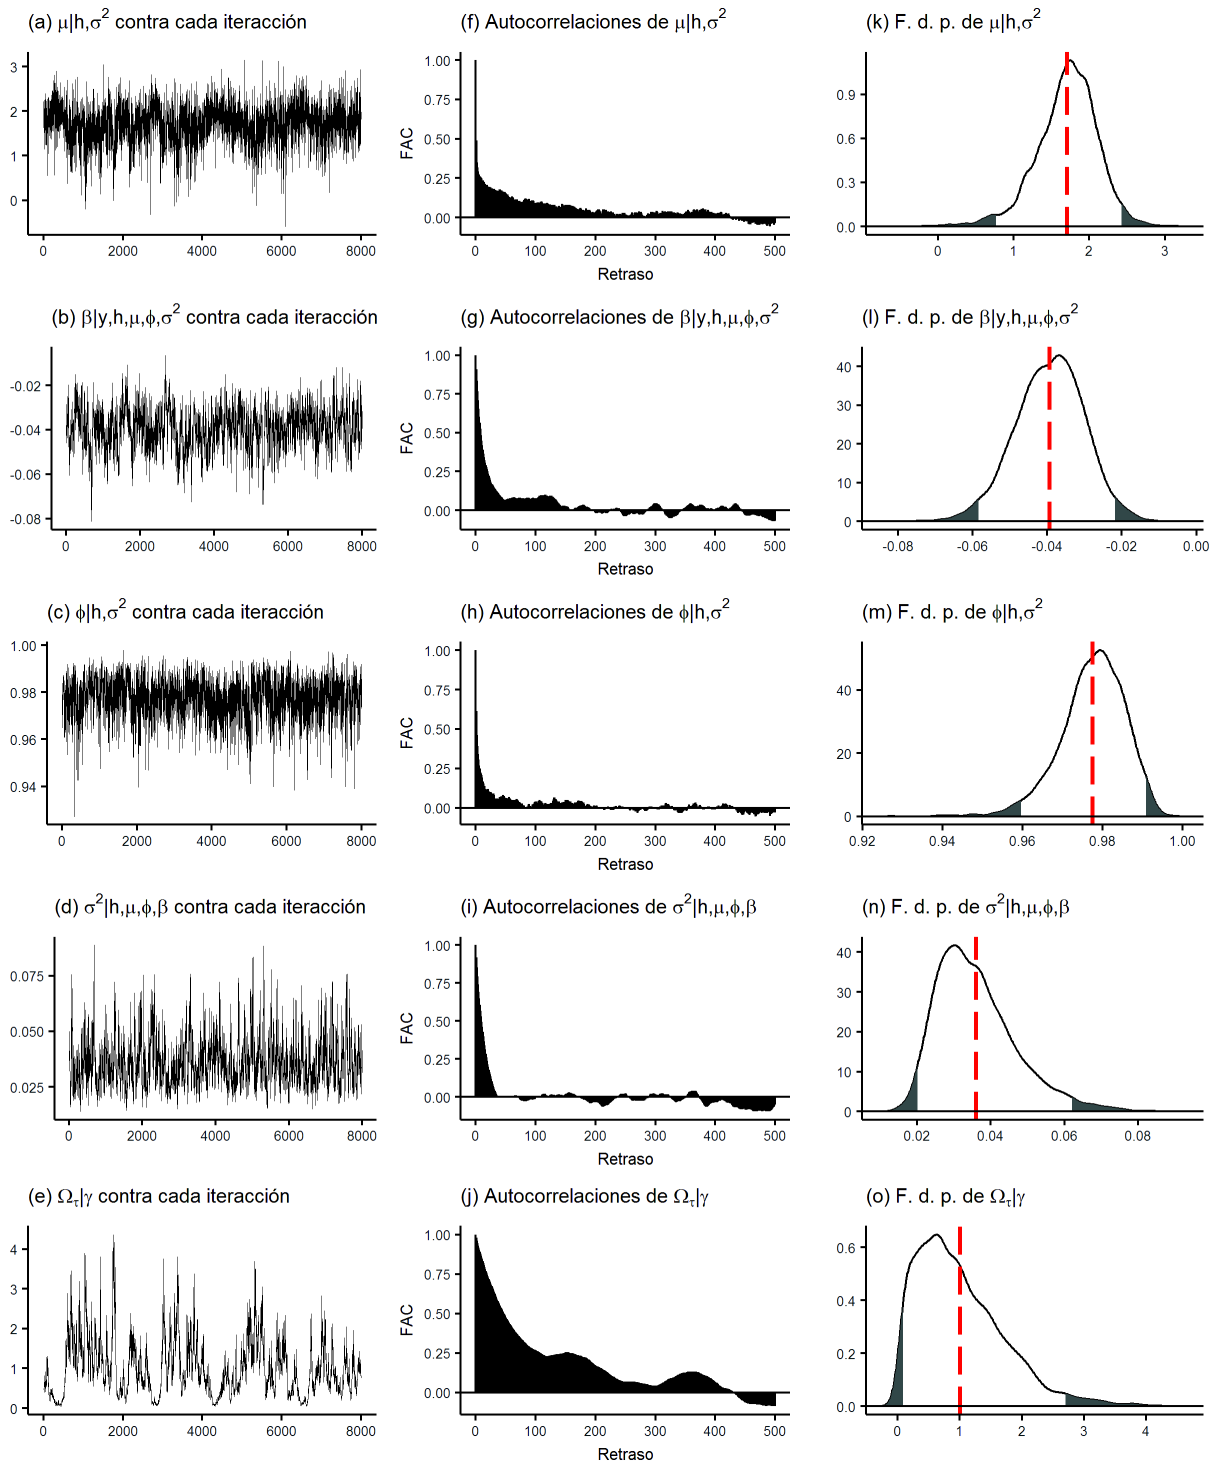 (a) μ|h,σ² contra cada iteracción
3
2
1
0
0 2000 4000 6000 8000
(f) Autocorrelaciones de μ|h,σ²
FAC
1.00
0.75
0.50
0.25
0.00
0 100 200 300 400 500
Retraso
(k) F. d. p. de μ|h,σ²
0.9
0.6
0.3
0.0
0 1 2 3
(b) β|y,h,μ,ϕ,σ² contra cada iteracción
-0.02
-0.04
-0.06
-0.08
0 2000 4000 6000 8000
(g) Autocorrelaciones de β|y,h,μ,ϕ,σ²
FAC
1.00
0.75
0.50
0.25
0.00
0 100 200 300 400 500
Retraso
(l) F. d. p. de β|y,h,μ,ϕ,σ²
40
30
20
10
0
-0.08 -0.06 -0.04 -0.02 0.00
(c) ϕ|h,σ² contra cada iteracción
1.00
0.98
0.96
0.94
0 2000 4000 6000 8000
(h) Autocorrelaciones de ϕ|h,σ²
FAC
1.00
0.75
0.50
0.25
0.00
0 100 200 300 400 500
Retraso
(m) F. d. p. de ϕ|h,σ²
40
20
0
0.92 0.94 0.96 0.98 1.00
(d) σ²|h,μ,ϕ,β contra cada iteracción
0.075
0.050
0.025
0 2000 4000 6000 8000
(i) Autocorrelaciones de σ²|h,μ,ϕ,β
FAC
1.00
0.75
0.50
0.25
0.00
0 100 200 300 400 500
Retraso
(n) F. d. p. de σ²|h,μ,ϕ,β
40
30
20
10
0
0.02 0.04 0.06 0.08
(e) Ωτ|γ contra cada iteracción
4
3
2
1
0
0 2000 4000 6000 8000
(j) Autocorrelaciones de Ωτ|γ
FAC
1.00
0.75
0.50
0.25
0.00
0 100 200 300 400 500
Retraso
(o) F. d. p. de Ωτ|γ
0.6
0.4
0.2
0.0
0 1 2 3 4